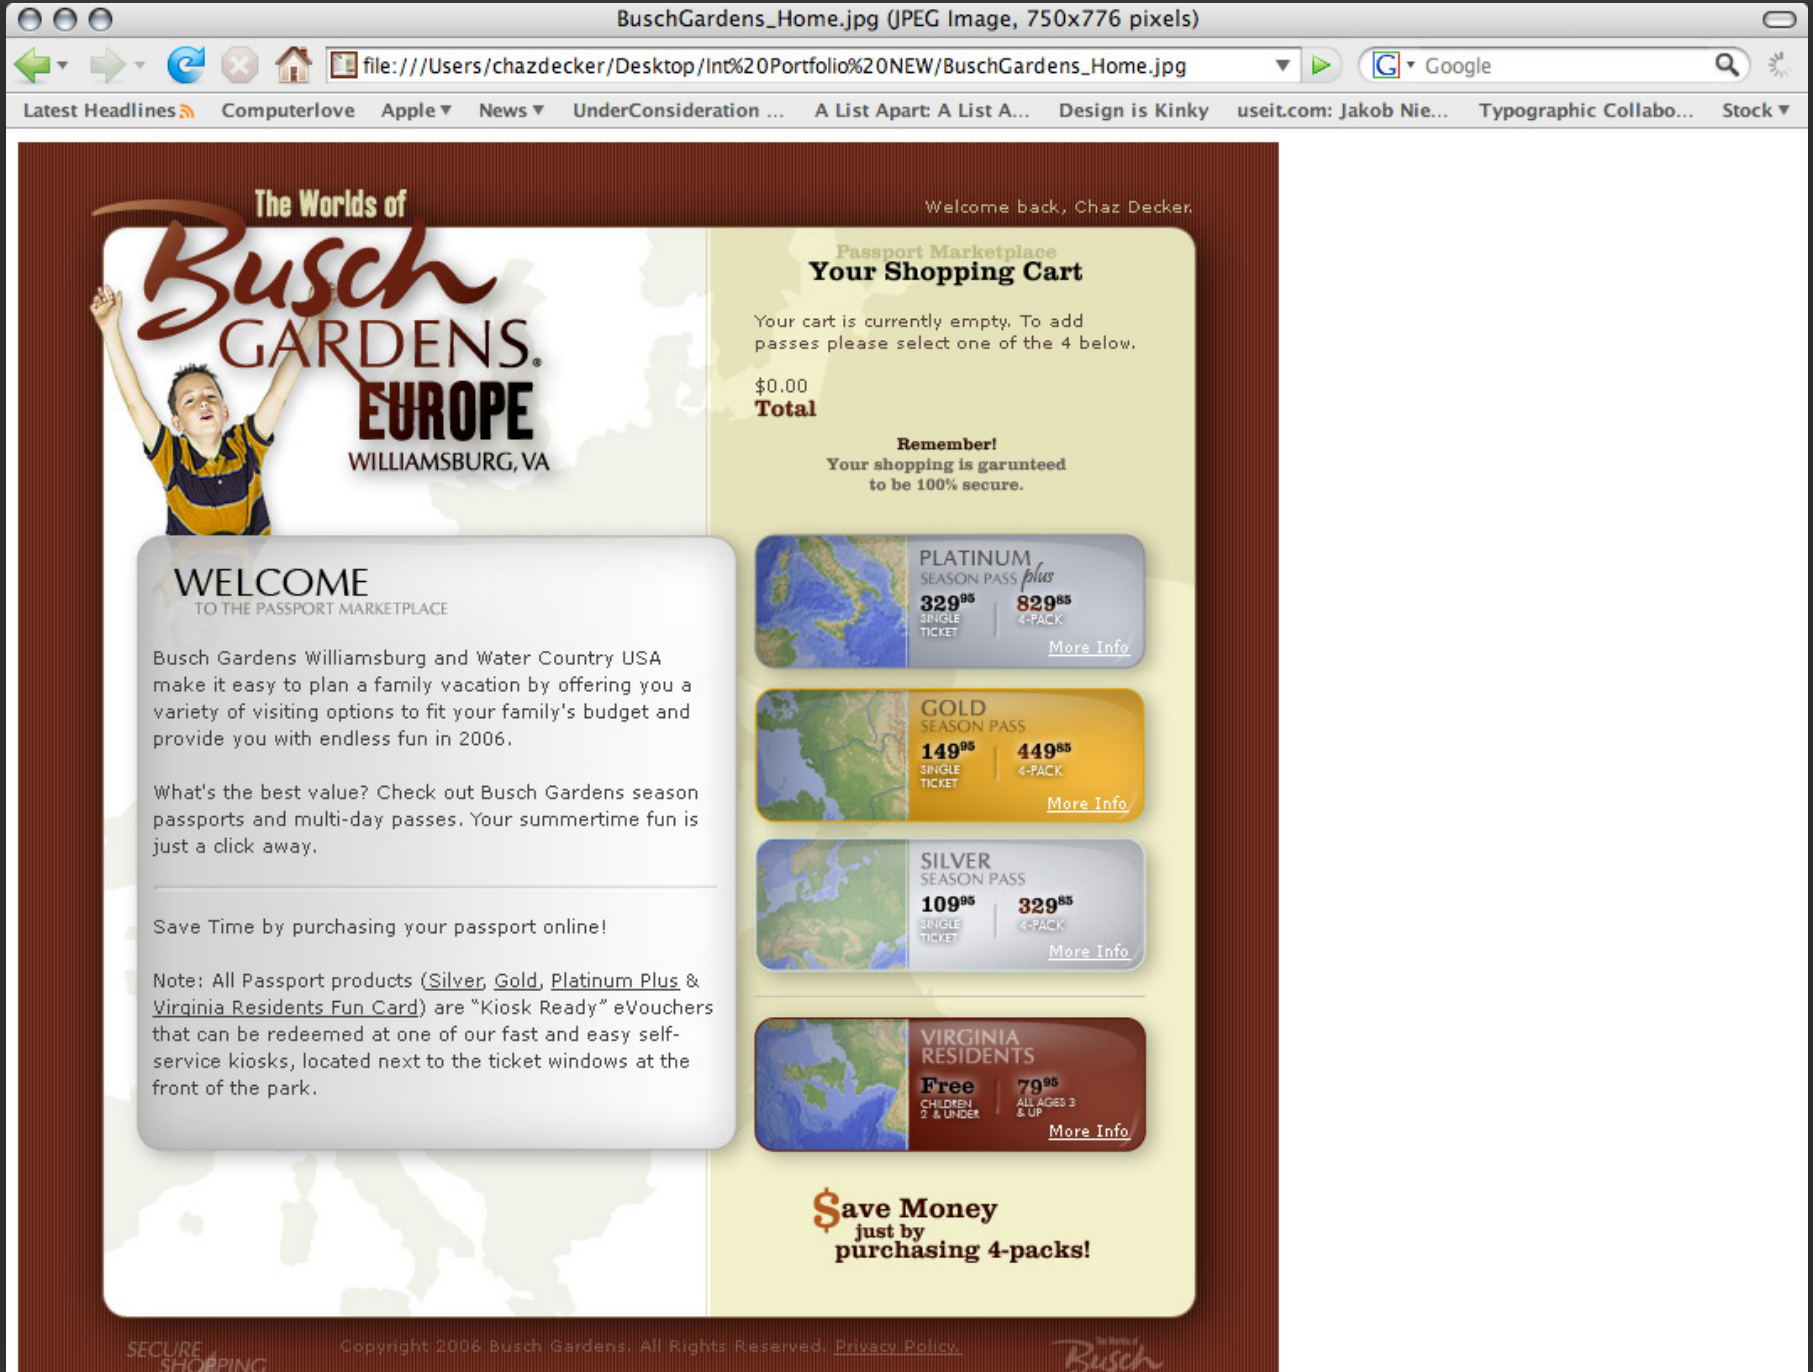 BuschGardens_Home.jpg (JPEG Image, 750x776 pixels)
file:///Users/chazdecker/Desktop/Int%20Portfolio%20NEW/BuschGardens_Home.jpg
G Google
Latest Headlines Computerlove Apple News UnderConsideration ... A List Apart: A List A... Design is Kinky useit.com: Jakob Nie... Typographic Collabo... Stock
Welcome back, Chaz Decker.
The Worlds of
Busch
GARDENS®
EUROPE
WILLIAMSBURG, VA
Passport Marketplace
Your Shopping Cart
Your cart is currently empty. To add
passes please select one of the 4 below.
$0.00
Total
Remember!
Your shopping is garunteed
to be 100% secure.
WELCOME
TO THE PASSPORT MARKETPLACE
Busch Gardens Williamsburg and Water Country USA
make it easy to plan a family vacation by offering you a
variety of visiting options to fit your family's budget and
provide you with endless fun in 2006.
What's the best value? Check out Busch Gardens season
passports and multi-day passes. Your summertime fun is
just a click away.
Save Time by purchasing your passport online!
Note: All Passport products (Silver, Gold, Platinum Plus &
Virginia Residents Fun Card) are “Kiosk Ready” eVouchers
that can be redeemed at one of our fast and easy self-
service kiosks, located next to the ticket windows at the
front of the park.
PLATINUM
SEASON PASS plus
329⁹⁵ 829⁸⁵
SINGLE 4-PACK
TICKET
More Info
GOLD
SEASON PASS
149⁹⁵ 449⁸⁵
SINGLE 4-PACK
TICKET
More Info
SILVER
SEASON PASS
109⁹⁵ 329⁸⁵
SINGLE 4-PACK
TICKET
More Info
VIRGINIA
RESIDENTS
Free 79⁹⁵
CHILDREN ALL AGES 3
2 & UNDER & UP
More Info
$ave Money
just by
purchasing 4-packs!
SECURE
SHOPPING
Copyright 2006 Busch Gardens. All Rights Reserved. Privacy Policy.
The Worlds of
Busch